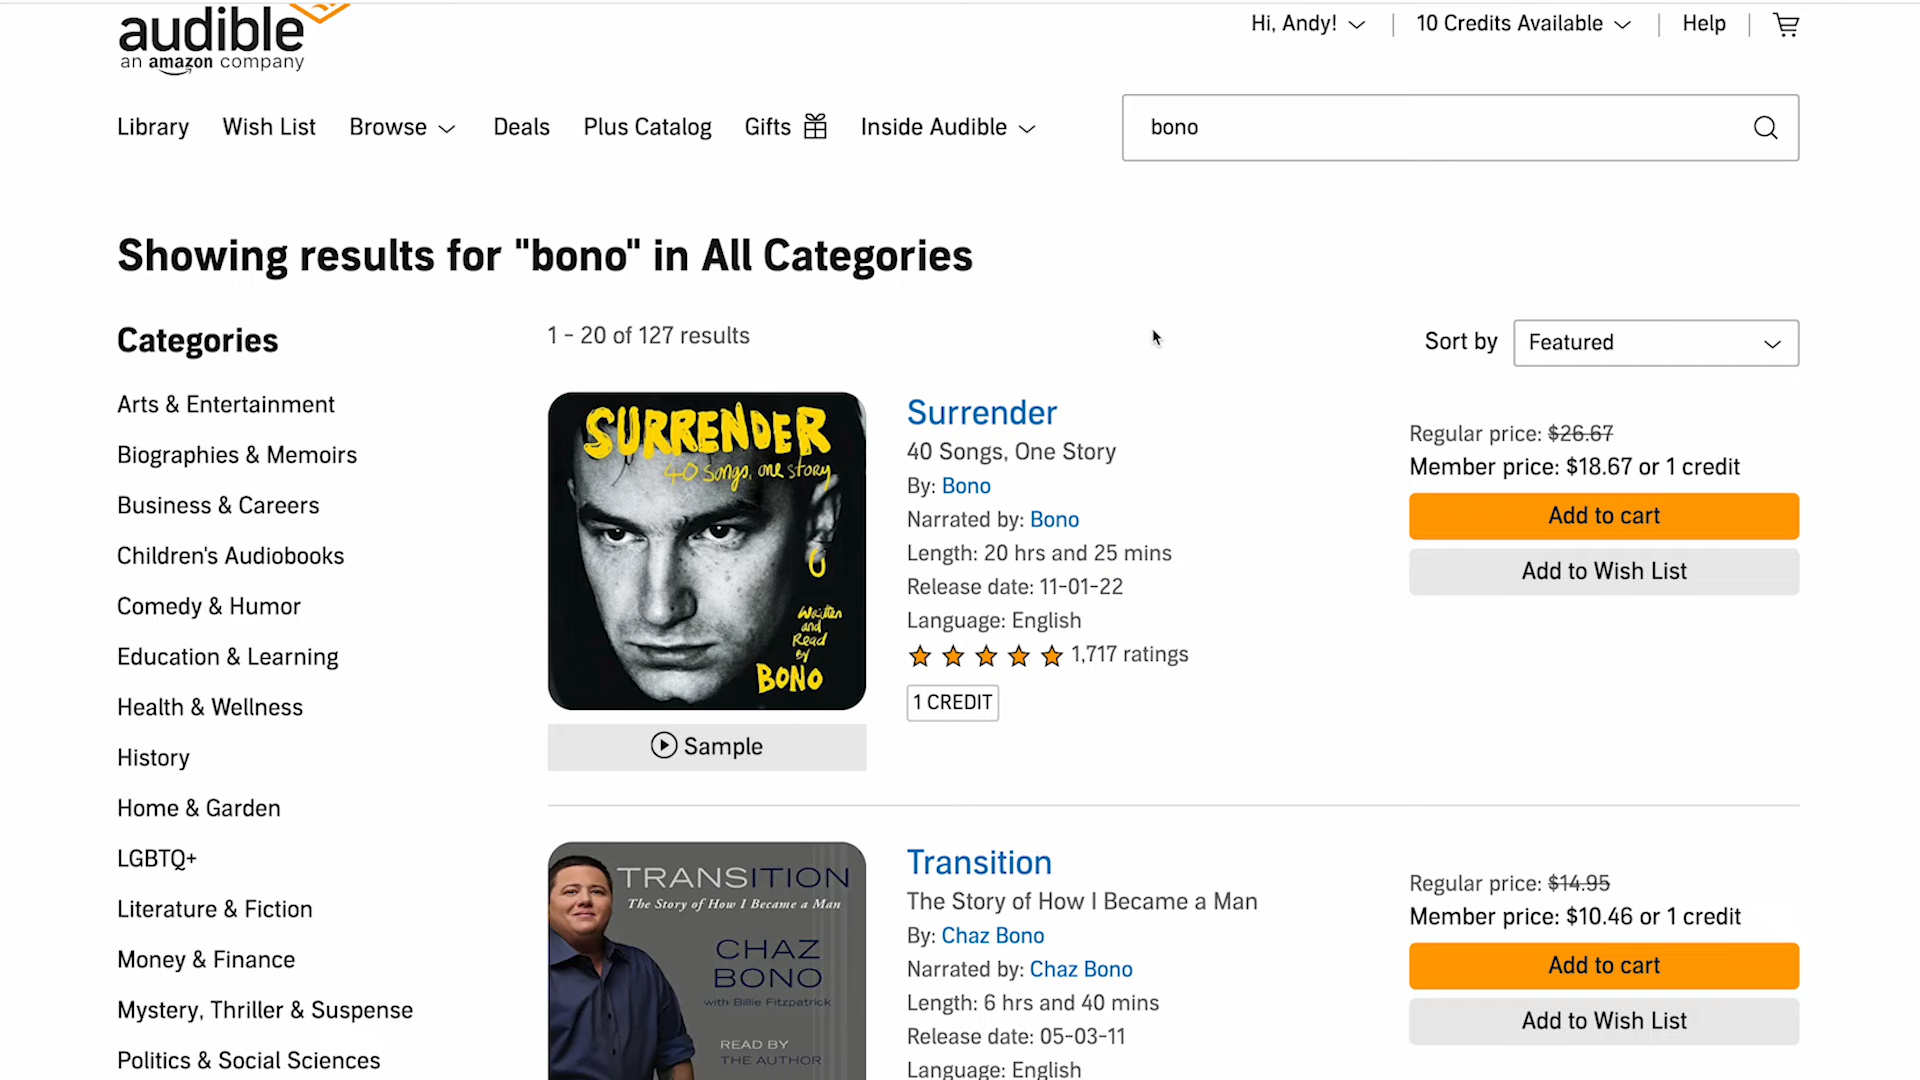 audible
an amazon company
Hi, Andy!
10 Credits Available
Help
Library
Wish List
Browse
Deals
Plus Catalog
Gifts
Inside Audible
bono
Showing results for "bono" in All Categories
Categories
Arts & Entertainment
Biographies & Memoirs
Business & Careers
Children's Audiobooks
Comedy & Humor
Education & Learning
Health & Wellness
History
Home & Garden
LGBTQ+
Literature & Fiction
Money & Finance
Mystery, Thriller & Suspense
Politics & Social Sciences
1 - 20 of 127 results
Sort by
Featured
SURRENDER
40 songs, one story
Written
and
Read
by
BONO
Sample
Surrender
40 Songs, One Story
By: Bono
Narrated by: Bono
Length: 20 hrs and 25 mins
Release date: 11-01-22
Language: English
1,717 ratings
1 CREDIT
Regular price: $26.67
Member price: $18.67 or 1 credit
Add to cart
Add to Wish List
TRANSITION
The Story of How I Became a Man
CHAZ
BONO
with Billie Fitzpatrick
READ BY
THE AUTHOR
Transition
The Story of How I Became a Man
By: Chaz Bono
Narrated by: Chaz Bono
Length: 6 hrs and 40 mins
Release date: 05-03-11
Language: English
Regular price: $14.95
Member price: $10.46 or 1 credit
Add to cart
Add to Wish List